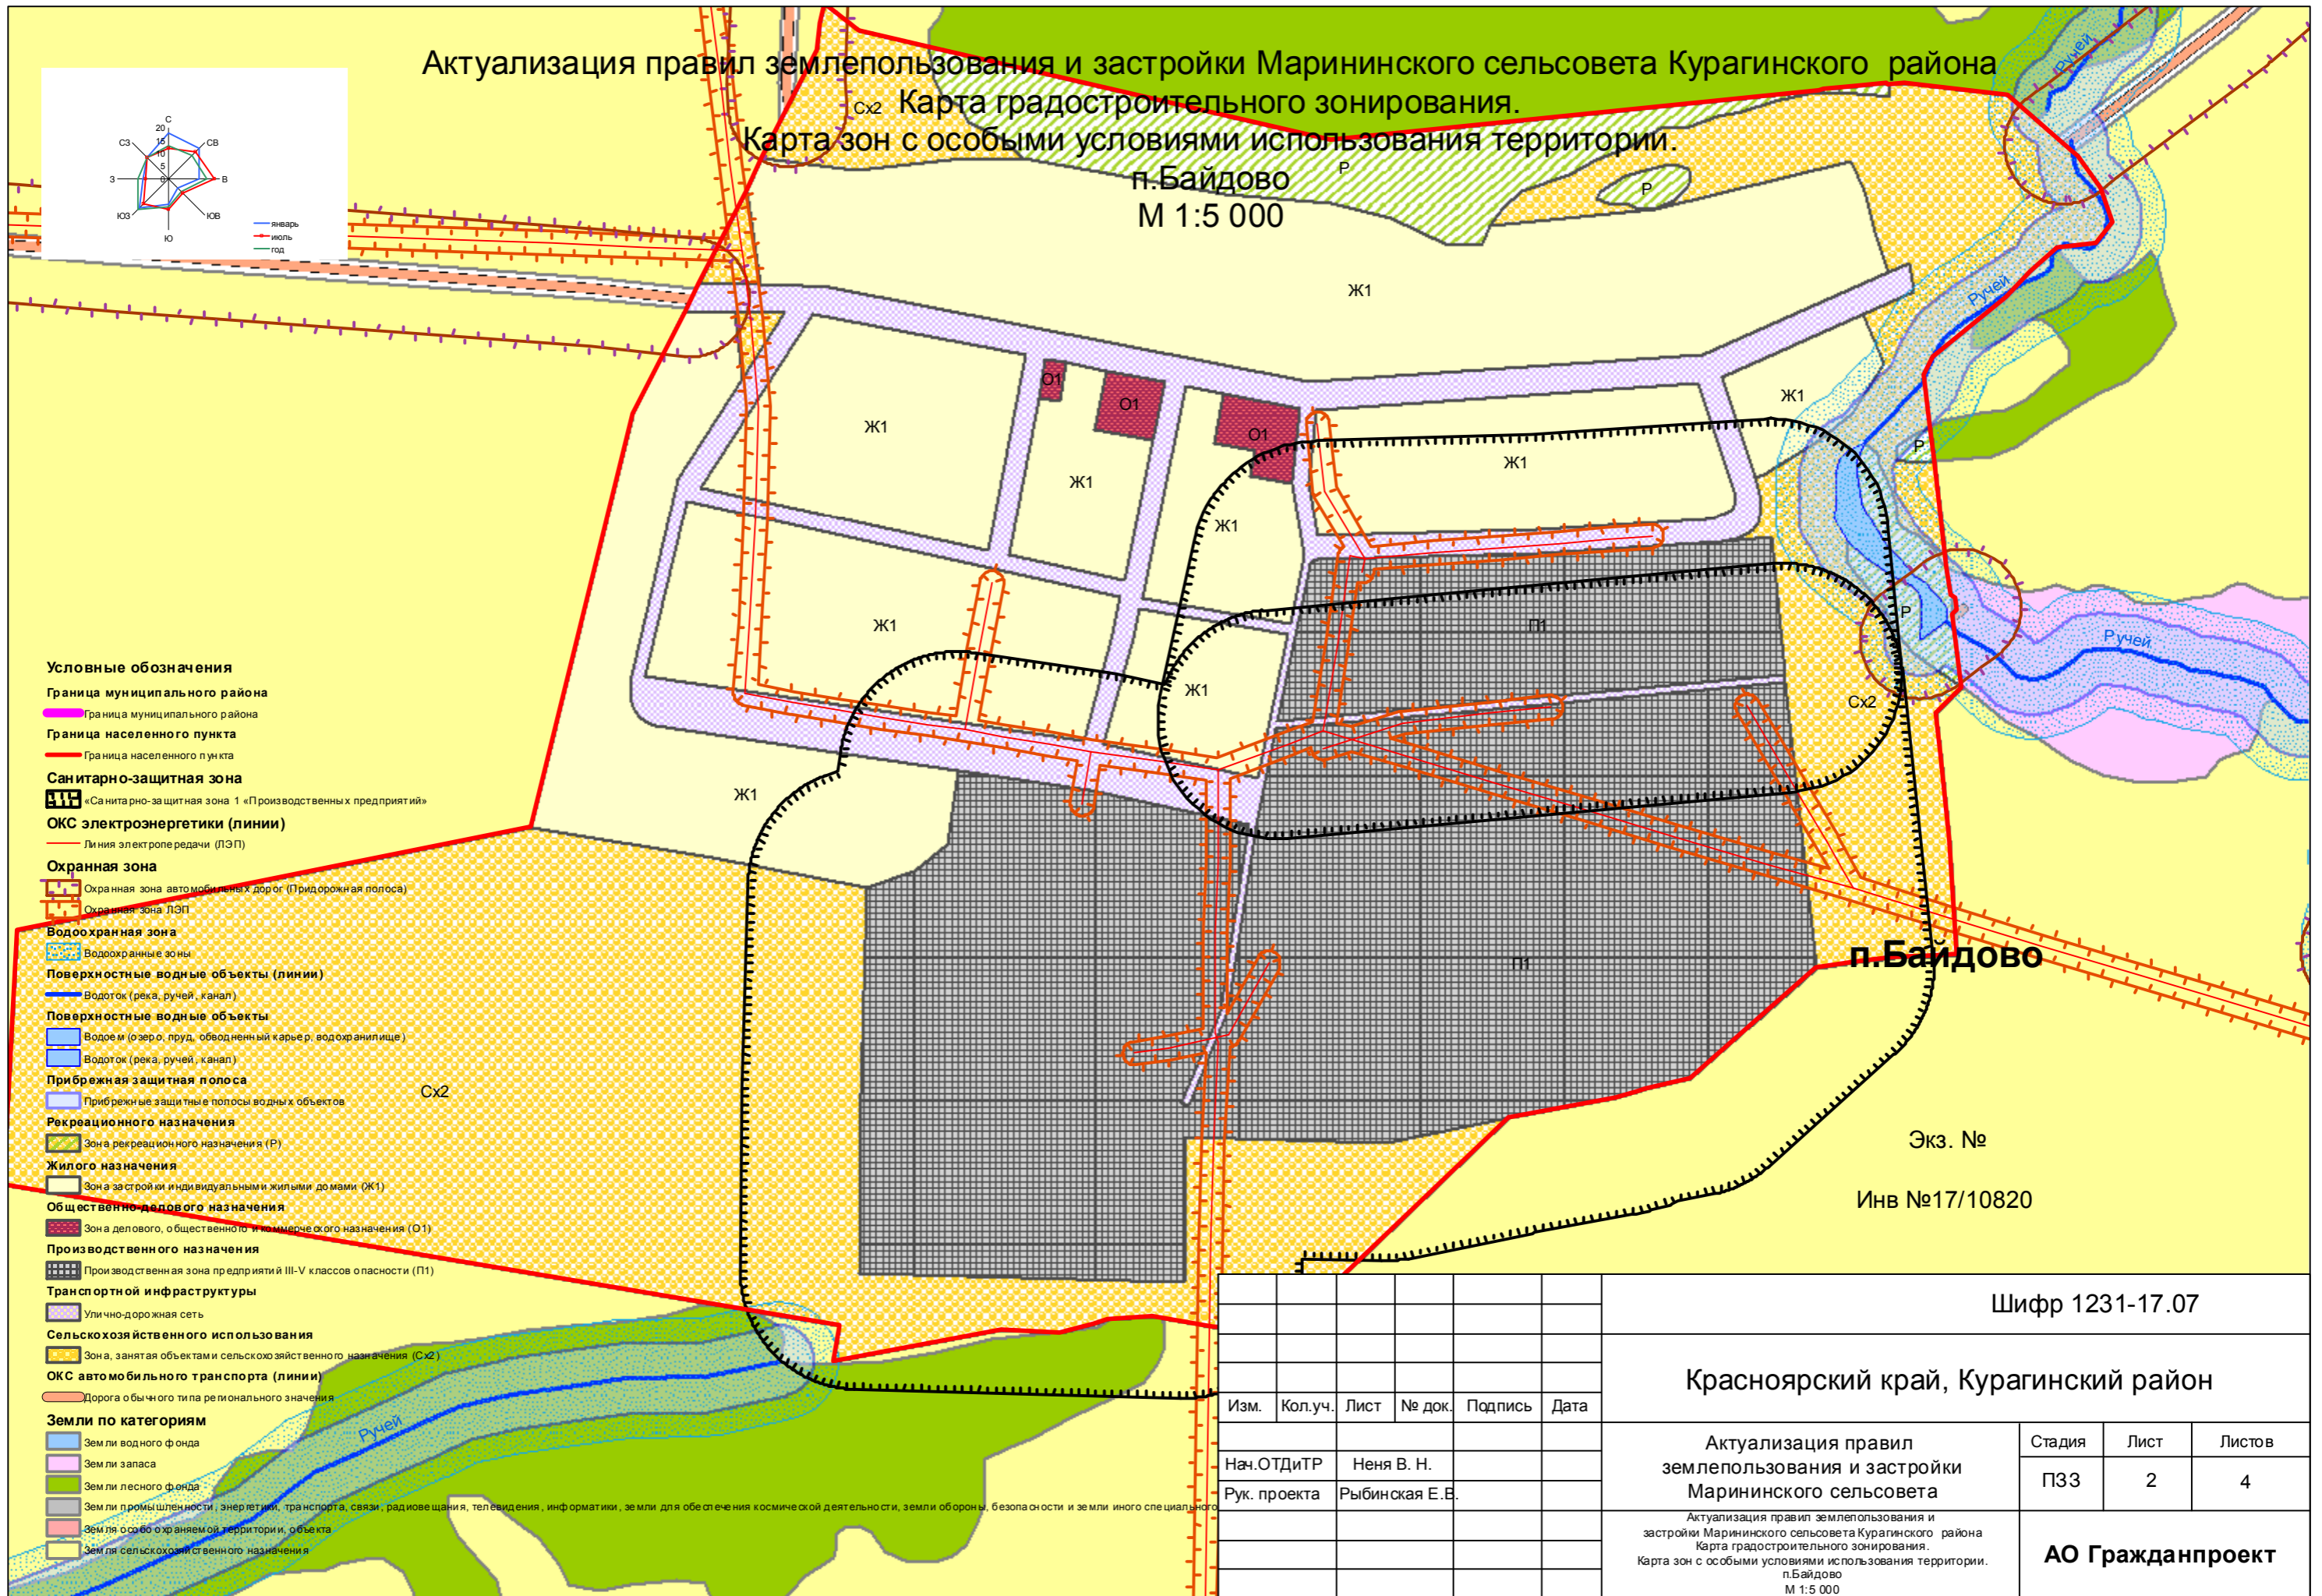 Актуализация правил землепользования и застройки Марининского сельсовета Курагинского района
Карта градостроительного зонирования.
Карта зон с особыми условиями использования территории.
п.Байдово
М 1:5 000
С
20
15
10
5
0
СЗ
СВ
З
В
ЮЗ
ЮВ
Ю
январь
июль
год
Сх2
Р
Р
Ручей
Ручей
Ж1
Ж1
О1
О1
О1
Ж1
Ж1
Ж1
Ж1
Р
Ж1
П1
Р
Ручей
Ж1
Сх2
Ж1
П1
п.Байдово
Сх2
Ручей
Условные обозначения
Граница муниципального района
Граница муниципального района
Граница населенного пункта
Граница населенного пункта
Санитарно-защитная зона
«Санитарно-защитная зона 1 «Производственных предприятий»
ОКС электроэнергетики (линии)
Линия электропередачи (ЛЭП)
Охранная зона
Охранная зона автомобильных дорог (Придорожная полоса)
Охранная зона ЛЭП
Водоохранная зона
Водоохранные зоны
Поверхностные водные объекты (линии)
Водоток (река, ручей, канал)
Поверхностные водные объекты
Водоем (озеро, пруд, обводненный карьер, водохранилище)
Водоток (река, ручей, канал)
Прибрежная защитная полоса
Прибрежные защитные полосы водных объектов
Рекреационного назначения
Зона рекреационного назначения (Р)
Жилого назначения
Зона застройки индивидуальными жилыми домами (Ж1)
Общественно-делового назначения
Зона делового, общественного и коммерческого назначения (О1)
Производственного назначения
Производственная зона предприятий III-V классов опасности (П1)
Транспортной инфраструктуры
Улично-дорожная сеть
Сельскохозяйственного использования
Зона, занятая объектами сельскохозяйственного назначения (Сх2)
ОКС автомобильного транспорта (линии)
Дорога обычного типа регионального значения
Земли по категориям
Земли водного фонда
Земли запаса
Земли лесного фонда
Земли промышленности, энергетики, транспорта, связи, радиовещания, телевидения, информатики, земли для обеспечения космической деятельности, земли обороны, безопасности и земли иного специального
Земля особо охраняемой территории, объекта
Земля сельскохозяйственного назначения
Экз. №
Инв №17/10820
Шифр 1231-17.07
Красноярский край, Курагинский район
Изм. Кол.уч. Лист № док. Подпись Дата
Нач.ОТДиТР Неня В. Н.
Рук. проекта Рыбинская Е.В.
Актуализация правил
землепользования и застройки
Марининского сельсовета
Стадия Лист Листов
ПЗЗ 2 4
Актуализация правил землепользования и
застройки Марининского сельсовета Курагинского района
Карта градостроительного зонирования.
Карта зон с особыми условиями использования территории.
п.Байдово
М 1:5 000
АО Гражданпроект